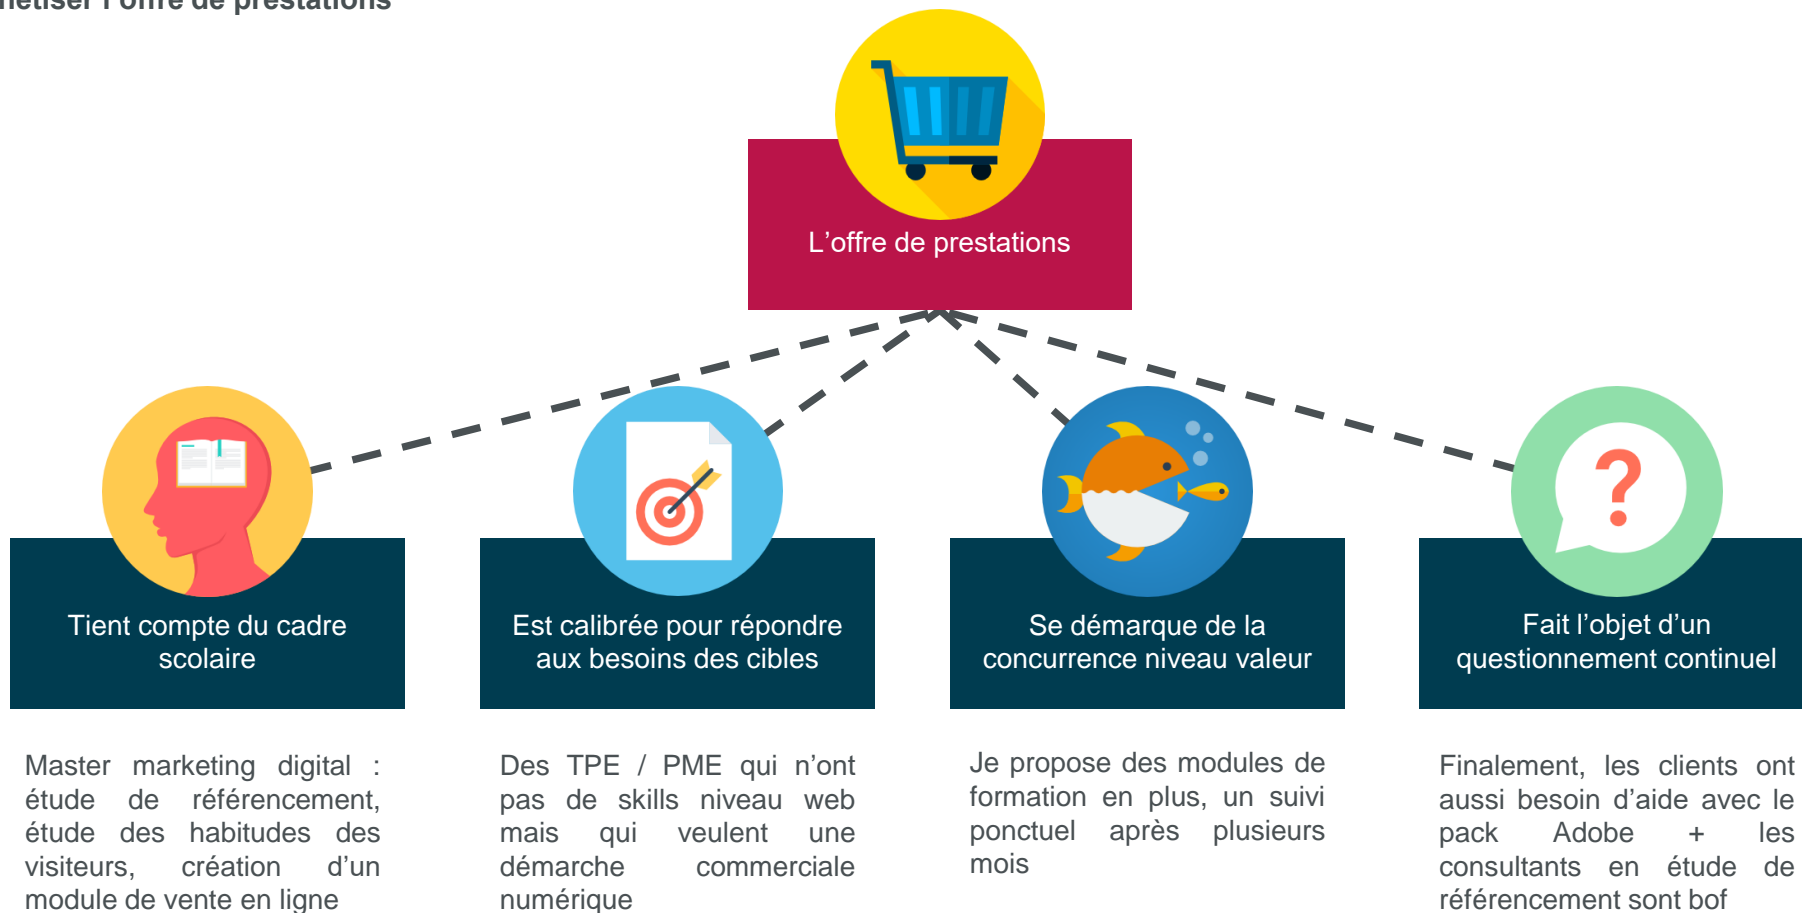 l'offre de prestations
L'offre de prestations
Tient compte du cadre
scolaire
Est calibrée pour répondre
aux besoins des cibles
Se démarque de la
concurrence niveau valeur
Fait l'objet d'un
questionnement continuel
Master marketing digital :
étude de référencement,
étude des habitudes des
visiteurs, création d'un
module de vente en ligne
Des TPE / PME qui n'ont
pas de skills niveau web
mais qui veulent une
démarche commerciale
numérique
Je propose des modules de
formation en plus, un suivi
ponctuel après plusieurs
mois
Finalement, les clients ont
aussi besoin d'aide avec le
pack Adobe + les
consultants en étude de
référencement sont bof